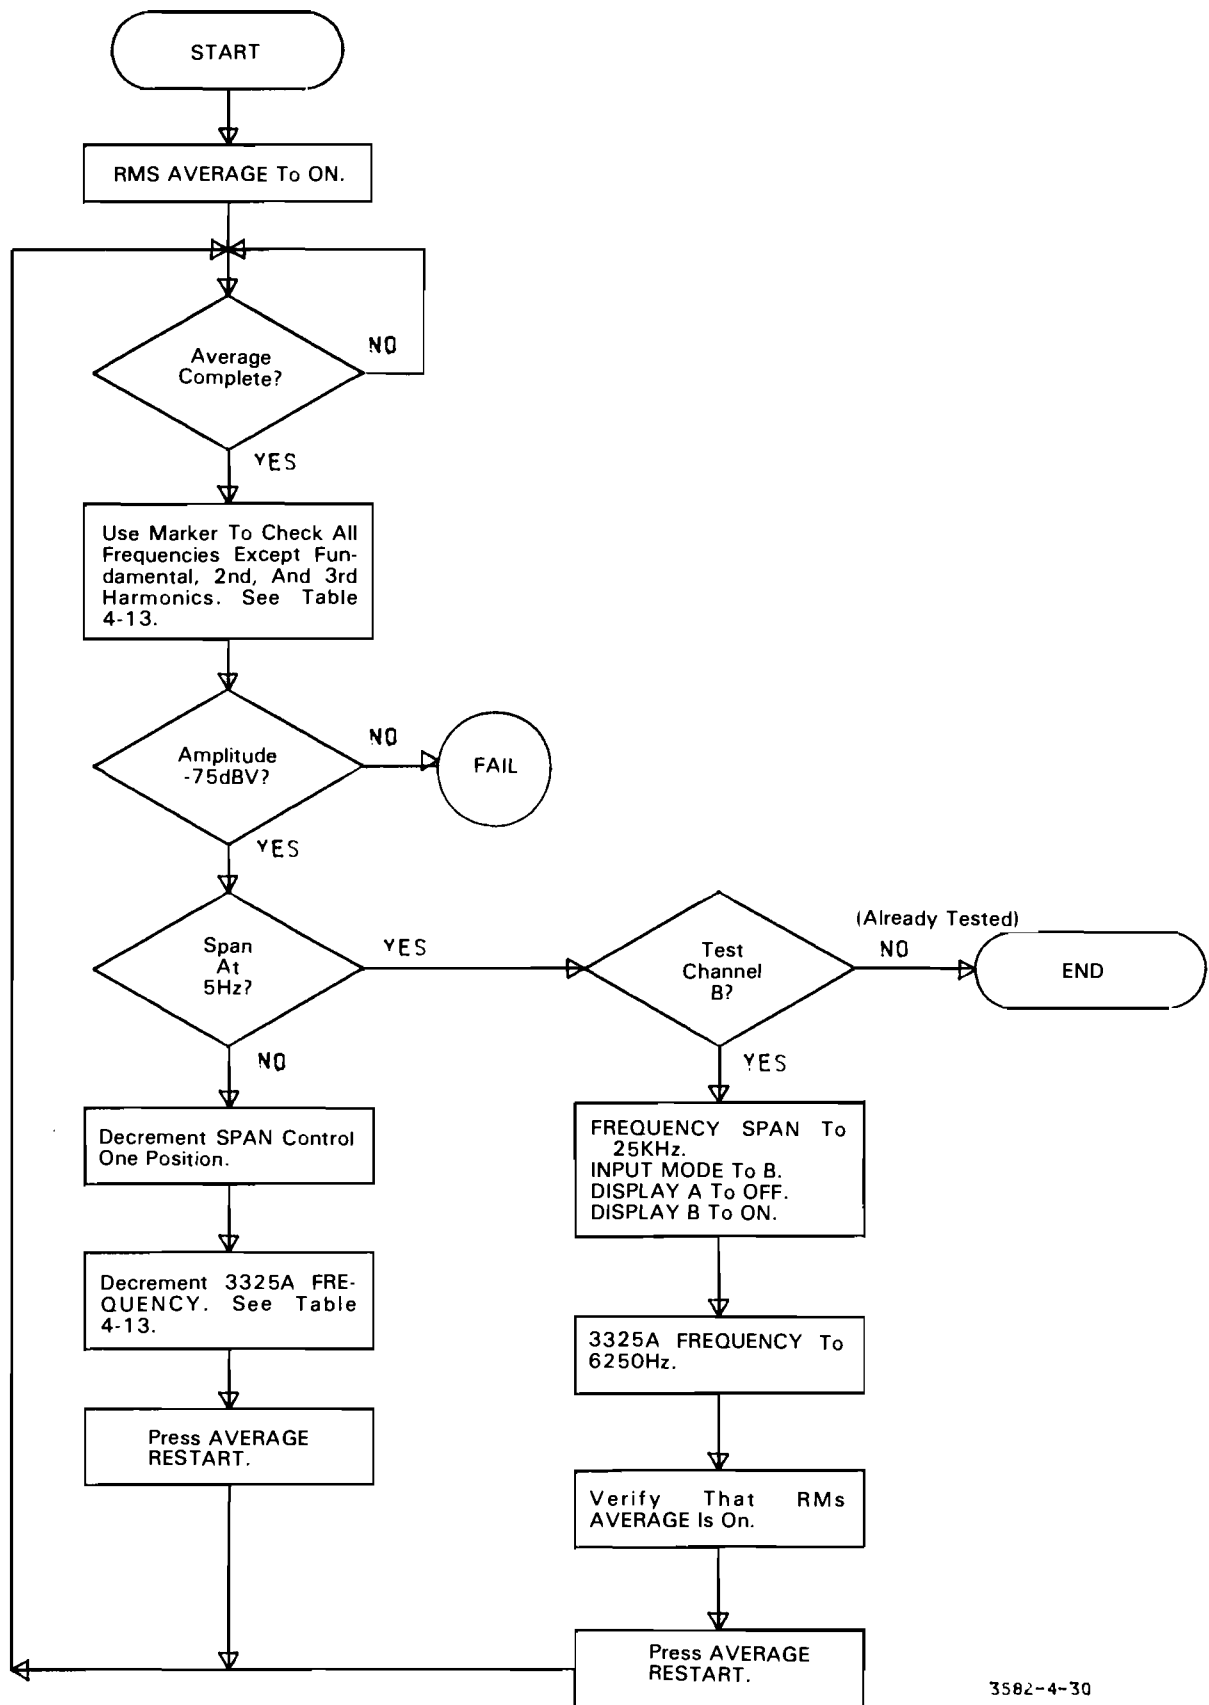 START
RMS AVERAGE To ON.
Average
Complete?
NO
YES
Use Marker To Check All
Frequencies Except Fun-
damental, 2nd, And 3rd
Harmonics. See Table
4-13.
Amplitude
-75dBV?
NO
FAIL
YES
Span
At
5Hz?
YES
Test
Channel
B?
(Already Tested)
NO
END
NO
Decrement SPAN Control
One Position.
Decrement 3325A FRE-
QUENCY. See Table
4-13.
Press AVERAGE
RESTART.
YES
FREQUENCY SPAN To
25KHz.
INPUT MODE To B.
DISPLAY A To OFF.
DISPLAY B To ON.
3325A FREQUENCY To
6250Hz.
Verify That RMs
AVERAGE Is On.
Press AVERAGE
RESTART.
3582-4-30